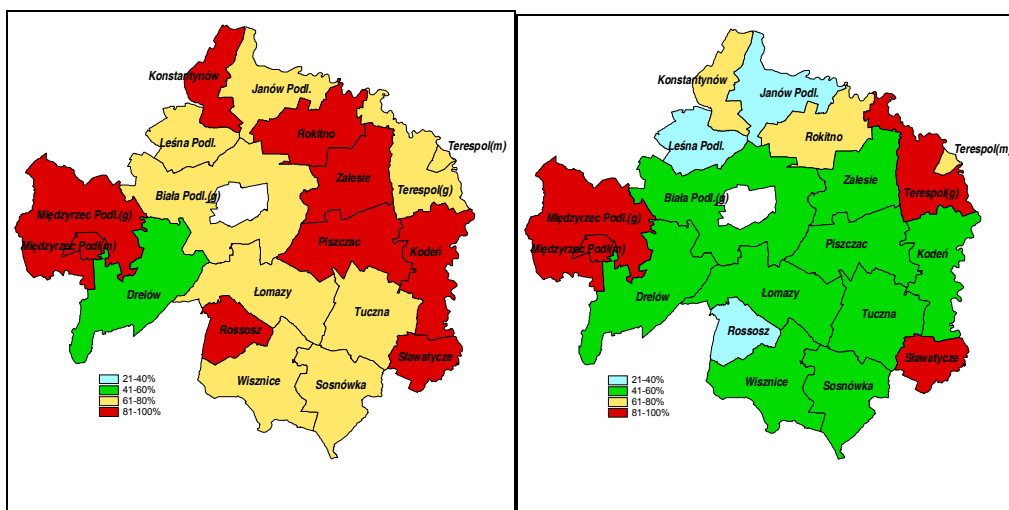 Konstantynów
Janów Podl.
Rokitno
Leśna Podl.
Terespol(m)
Zalesie
Terespol(g)
Biała Podl.(g)
Międzyrzec Podl.(g)
Międzyrzec Podl(m)
Piszczac
Kodeń
Drelów
Łomazy
Tuczna
Rossosz
Sławatycze
Wisznice
Sosnówka
21-40%
41-60%
61-80%
81-100%
Konstantynów
Janów Podl.
Rokitno
Leśna Podl.
Terespol(m)
Zalesie
Terespol(g)
Biała Podl.(g)
Międzyrzec Podl.(g)
Międzyrzec Podl(m)
Piszczac
Kodeń
Drelów
Łomazy
Tuczna
Rossosz
Sławatycze
Wisznice
Sosnówka
21-40%
41-60%
61-80%
81-100%